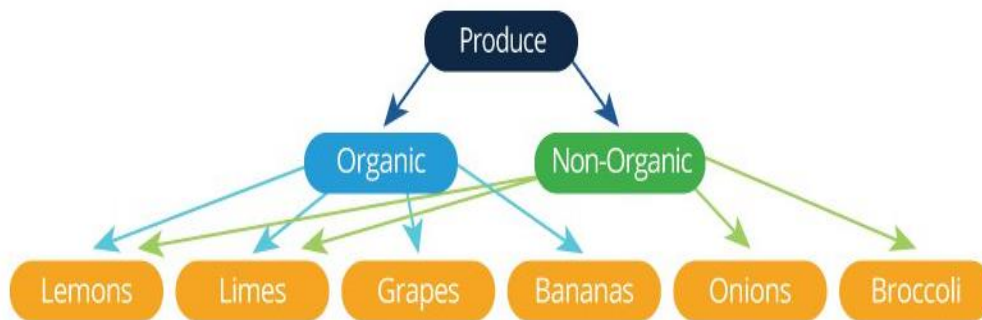 Produce
Organic
Non-Organic
Lemons
Limes
Grapes
Bananas
Onions
Broccoli